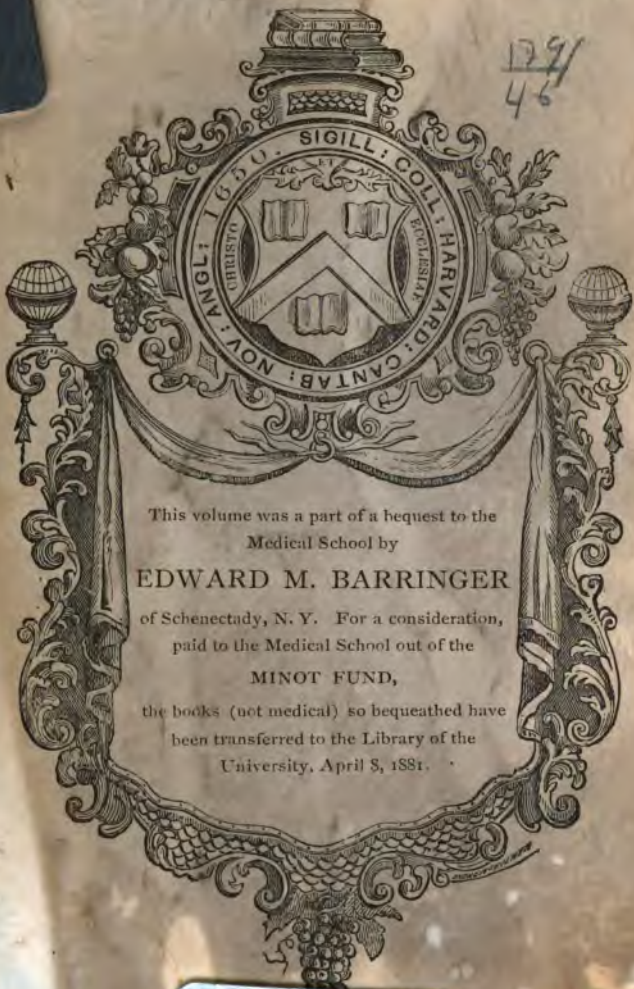 SIGILL: COLL: HARVARD: CANTAB: NOV: ANGL: 1650.
CHRISTO
ET
ECCLESIAE
This volume was a part of a bequest to the
Medical School by
EDWARD M. BARRINGER
of Schenectady, N. Y. For a consideration,
paid to the Medical School out of the
MINOT FUND,
the books (not medical) so bequeathed have
been transferred to the Library of the
University, April 8, 1881.